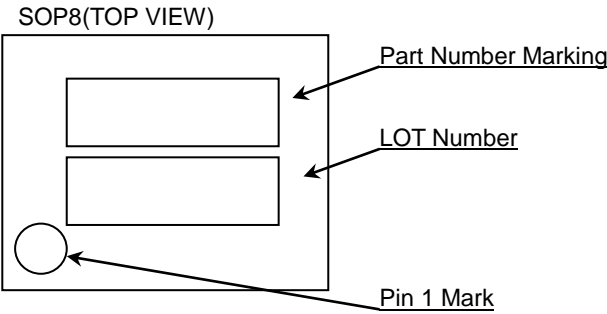 SOP8(TOP VIEW)
Part Number Marking
LOT Number
Pin 1 Mark